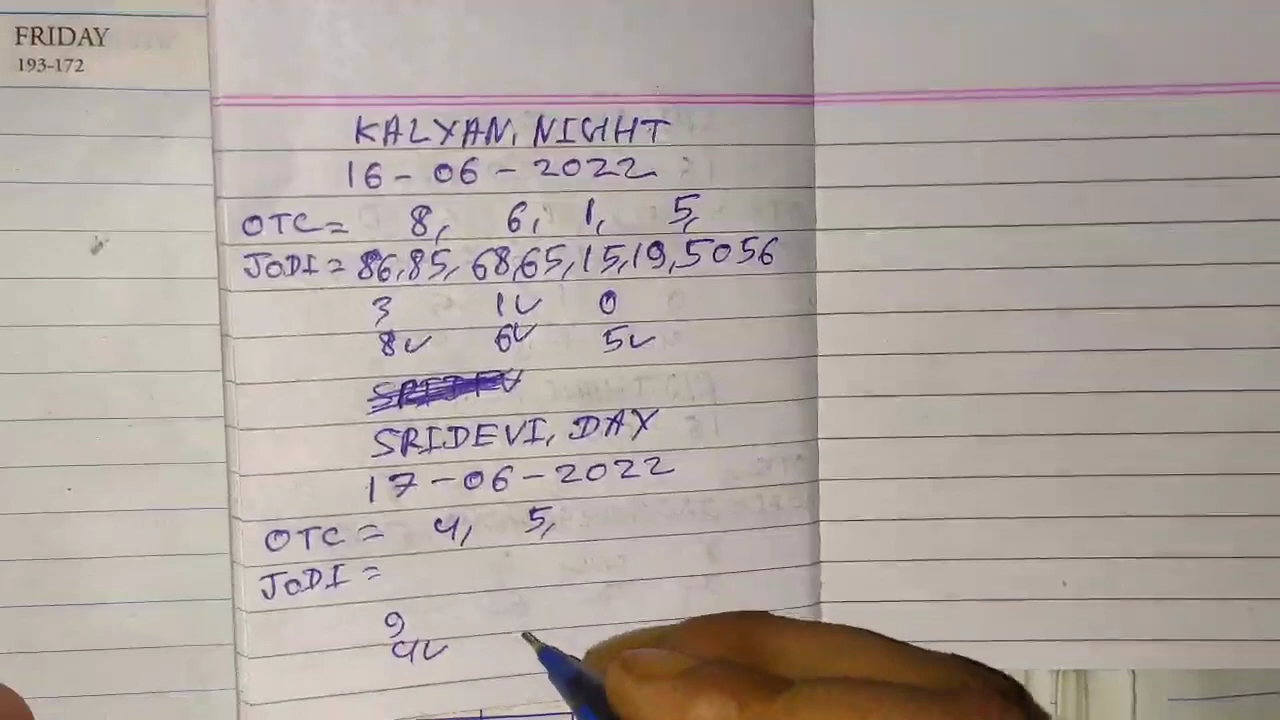 FRIDAY
193-172
KALYAN, NIGHT
16-06-2022
OTC= 8, 6, 1, 5,
JODI=86,85,68,65,15,19,5056
3 1✓ 0
8✓ 6✓ 5✓
SRIDEVI, DAY
17-06-2022
OTC= 4, 5,
JODI=
9
4✓